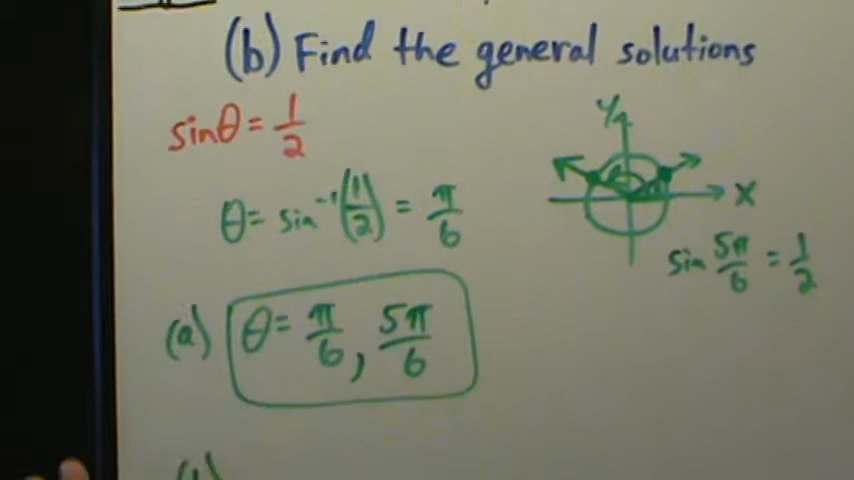 (b) Find the general solutions
sinθ = 1/2
y
x
θ = sin⁻¹(1/2) = π/6
sin 5π/6 = 1/2
(a) θ = π/6, 5π/6